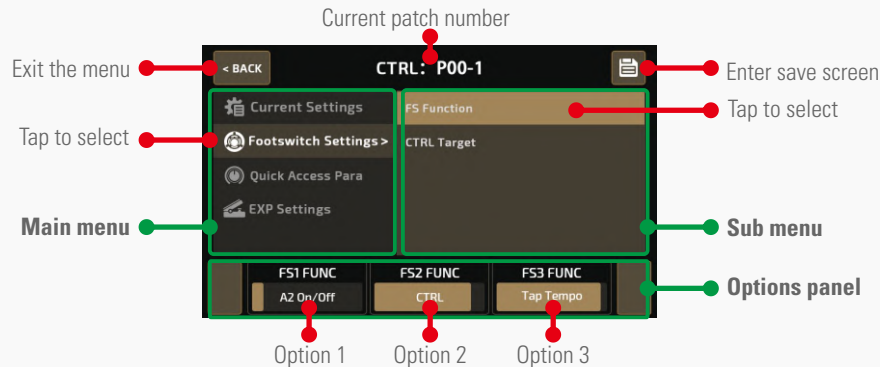 Current patch number
Exit the menu
< BACK
CTRL: P00-1
Enter save screen
Current Settings
FS Function
Tap to select
Tap to select
Footswitch Settings >
CTRL Target
Quick Access Para
EXP Settings
Main menu
Sub menu
FS1 FUNC
FS2 FUNC
FS3 FUNC
Options panel
A2 On/Off
CTRL
Tap Tempo
Option 1
Option 2
Option 3